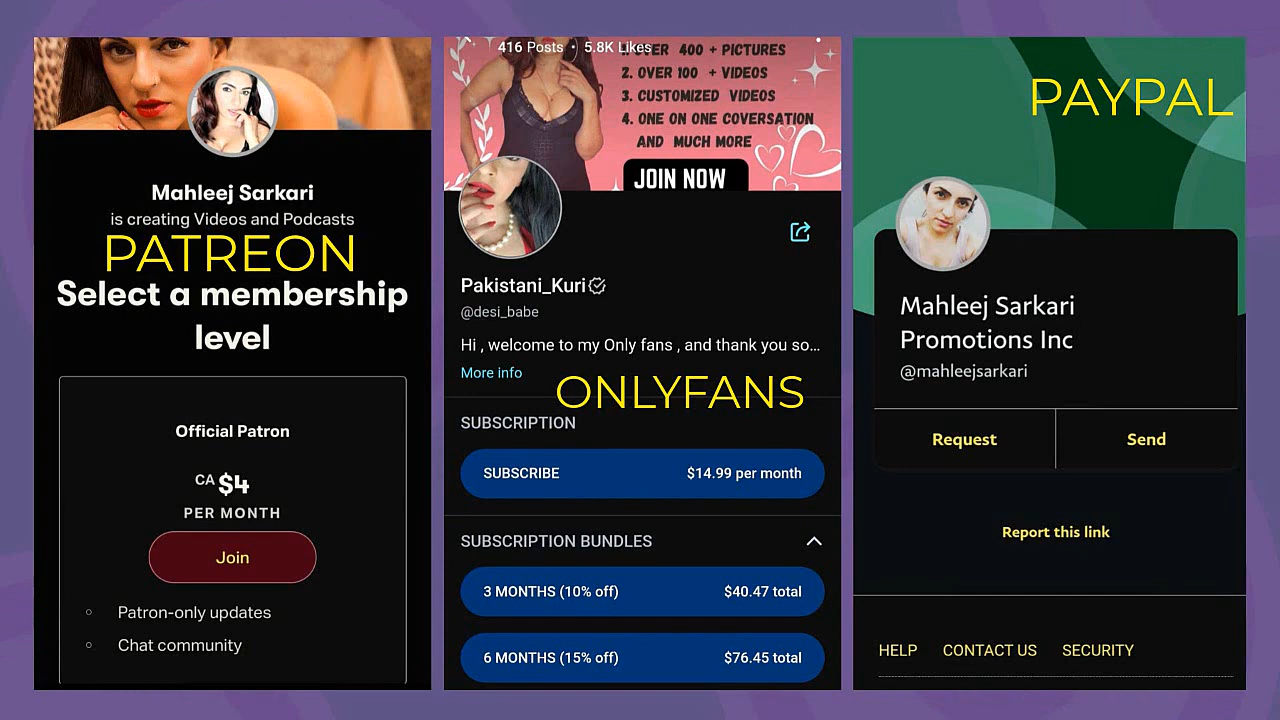 Mahleej Sarkari
is creating Videos and Podcasts
PATREON
Select a membership
level
Official Patron
CA $4
PER MONTH
Join
Patron-only updates
Chat community
416 Posts • 5.8K Likes
1. OVER 400 + PICTURES
2. OVER 100 + VIDEOS
3. CUSTOMIZED VIDEOS
4. ONE ON ONE COVERSATION
AND MUCH MORE
JOIN NOW
Pakistani_Kuri
@desi_babe
Hi , welcome to my Only fans , and thank you so...
More info
ONLYFANS
SUBSCRIPTION
SUBSCRIBE $14.99 per month
SUBSCRIPTION BUNDLES
3 MONTHS (10% off) $40.47 total
6 MONTHS (15% off) $76.45 total
PAYPAL
Mahleej Sarkari
Promotions Inc
@mahleejsarkari
Request Send
Report this link
HELP CONTACT US SECURITY